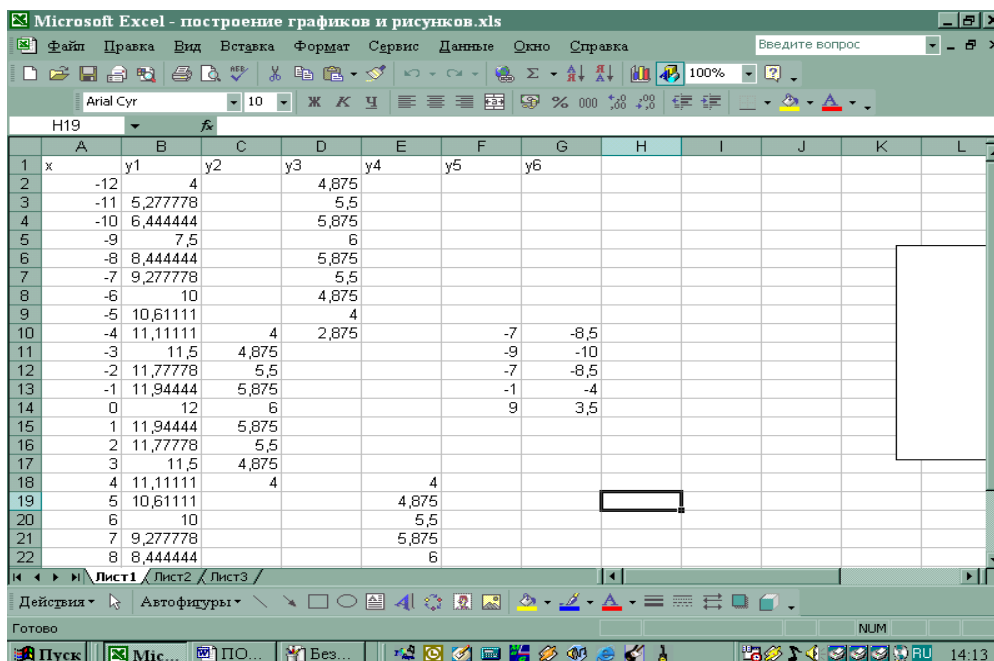 Microsoft Excel - построение графиков и рисунков.xls
Файл Правка Вид Вставка Формат Сервис Данные Окно Справка Введите вопрос
100%
Arial Cyr 10 Ж К Ч % 000
H19 fx
A B C D E F G H I J K L
1 x y1 y2 y3 y4 y5 y6
2 -12 4 4,875
3 -11 5,277778 5,5
4 -10 6,444444 5,875
5 -9 7,5 6
6 -8 8,444444 5,875
7 -7 9,277778 5,5
8 -6 10 4,875
9 -5 10,61111 4
10 -4 11,11111 4 2,875 -7 -8,5
11 -3 11,5 4,875 -9 -10
12 -2 11,77778 5,5 -7 -8,5
13 -1 11,94444 5,875 -1 -4
14 0 12 6 9 3,5
15 1 11,94444 5,875
16 2 11,77778 5,5
17 3 11,5 4,875
18 4 11,11111 4 4
19 5 10,61111 4,875
20 6 10 5,5
21 7 9,277778 5,875
22 8 8,444444 6
Лист1 Лист2 Лист3
Действия Автофигуры
Готово NUM
Пуск Mic... ПО... Без... RU 14:13